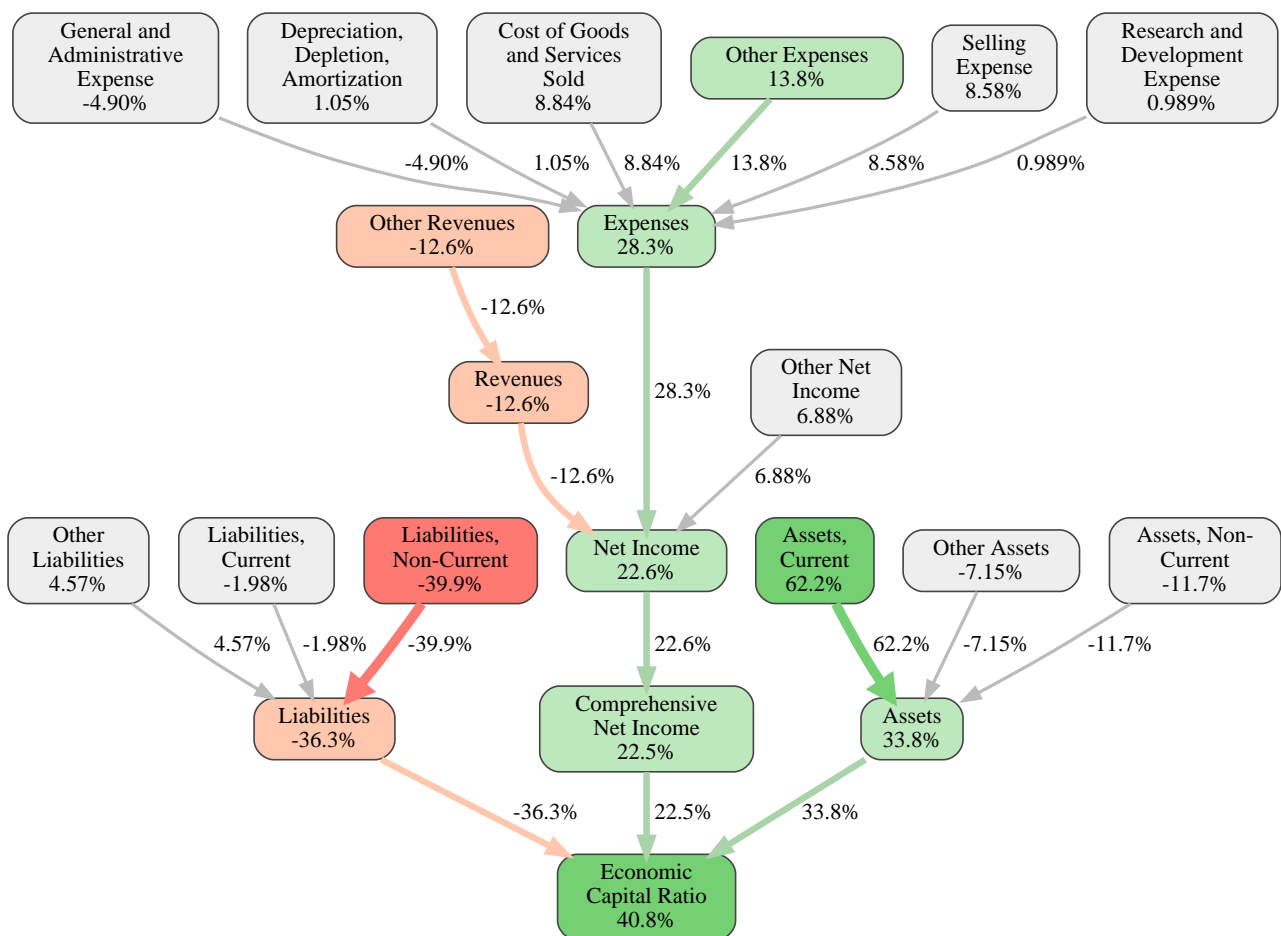 General and
Administrative
Expense
-4.90%
Depreciation,
Depletion,
Amortization
1.05%
Cost of Goods
and Services
Sold
8.84%
Other Expenses
13.8%
Selling
Expense
8.58%
Research and
Development
Expense
0.989%
-4.90%
1.05%
8.84%
13.8%
8.58%
0.989%
Other Revenues
-12.6%
Expenses
28.3%
-12.6%
Revenues
-12.6%
28.3%
Other Net
Income
6.88%
-12.6%
6.88%
Other
Liabilities
4.57%
Liabilities,
Current
-1.98%
Liabilities,
Non-Current
-39.9%
Net Income
22.6%
Assets,
Current
62.2%
Other Assets
-7.15%
Assets, Non-
Current
-11.7%
4.57%
-1.98%
-39.9%
22.6%
62.2%
-7.15%
-11.7%
Liabilities
-36.3%
Comprehensive
Net Income
22.5%
Assets
33.8%
-36.3%
22.5%
33.8%
Economic
Capital Ratio
40.8%